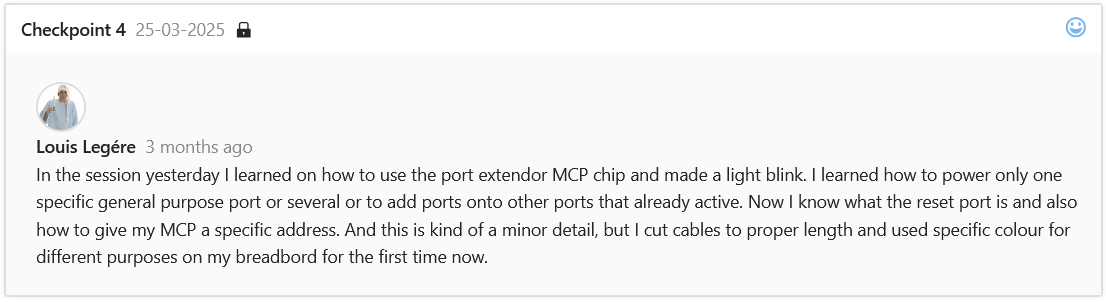 Checkpoint 4 25-03-2025
Louis Legére 3 months ago
In the session yesterday I learned on how to use the port extendor MCP chip and made a light blink. I learned how to power only one
specific general purpose port or several or to add ports onto other ports that already active. Now I know what the reset port is and also
how to give my MCP a specific address. And this is kind of a minor detail, but I cut cables to proper length and used specific colour for
different purposes on my breadbord for the first time now.